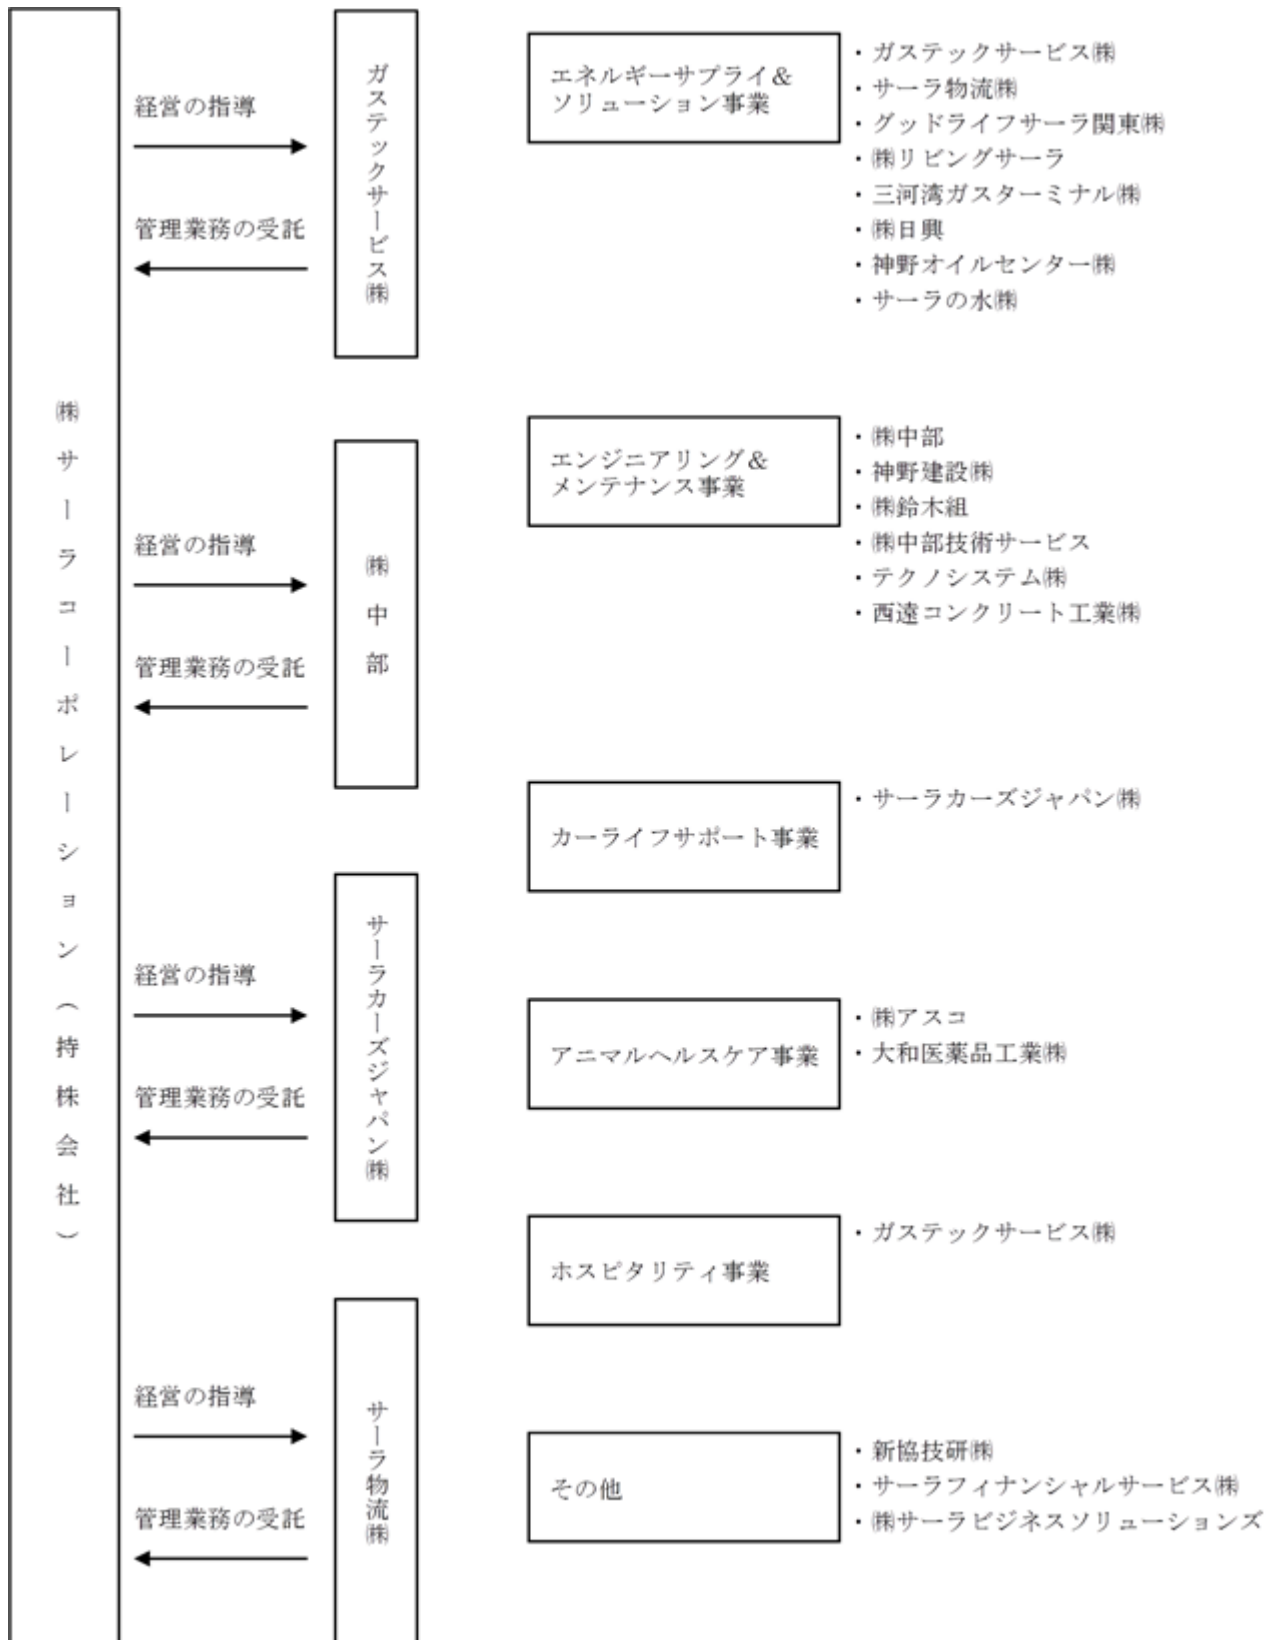 ㈱サーラコーポレーション（持株会社）
経営の指導
管理業務の受託
ガステックサービス㈱
経営の指導
管理業務の受託
㈱中部
経営の指導
管理業務の受託
サーラカーズジャパン㈱
経営の指導
管理業務の受託
サーラ物流㈱
エネルギーサプライ＆
ソリューション事業
・ガステックサービス㈱
・サーラ物流㈱
・グッドライフサーラ関東㈱
・㈱リビングサーラ
・三河湾ガスターミナル㈱
・㈱日興
・神野オイルセンター㈱
・サーラの水㈱
エンジニアリング＆
メンテナンス事業
・㈱中部
・神野建設㈱
・㈱鈴木組
・㈱中部技術サービス
・テクノシステム㈱
・西遠コンクリート工業㈱
カーライフサポート事業
・サーラカーズジャパン㈱
アニマルヘルスケア事業
・㈱アスコ
・大和医薬品工業㈱
ホスピタリティ事業
・ガステックサービス㈱
その他
・新協技研㈱
・サーラフィナンシャルサービス㈱
・㈱サーラビジネスソリューションズ